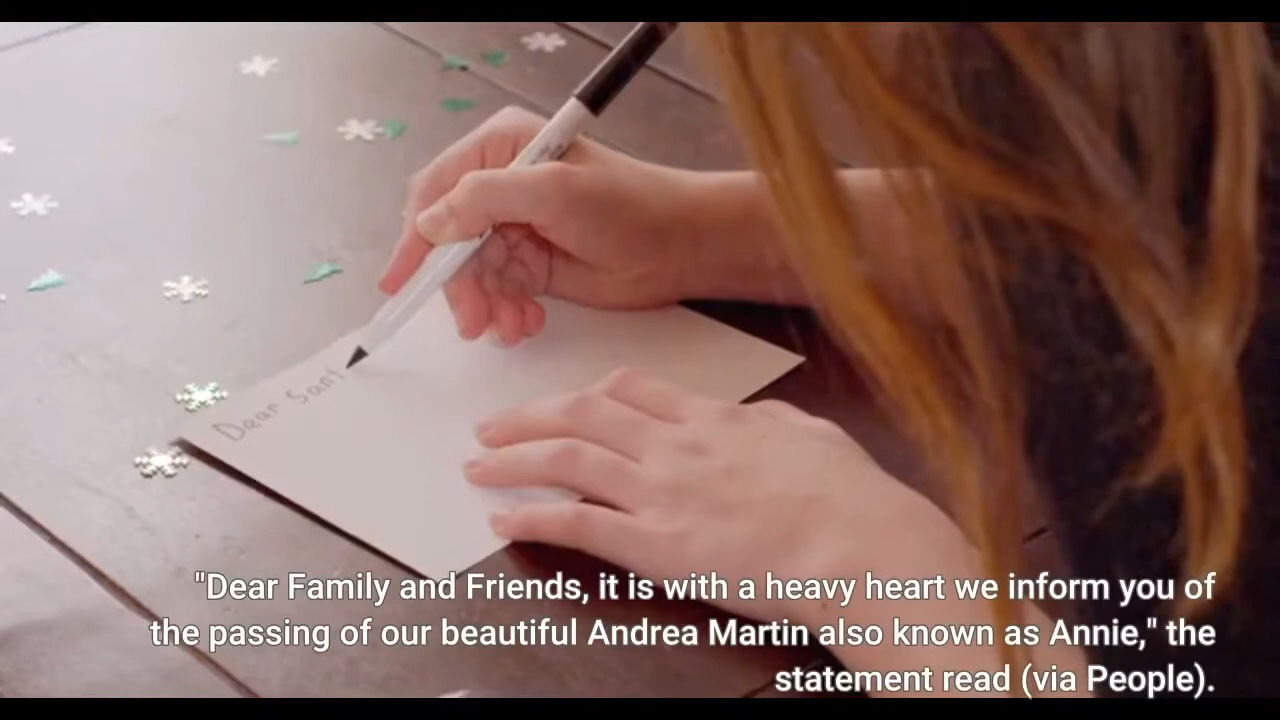 Dear Sant
"Dear Family and Friends, it is with a heavy heart we inform you of
the passing of our beautiful Andrea Martin also known as Annie," the
statement read (via People).